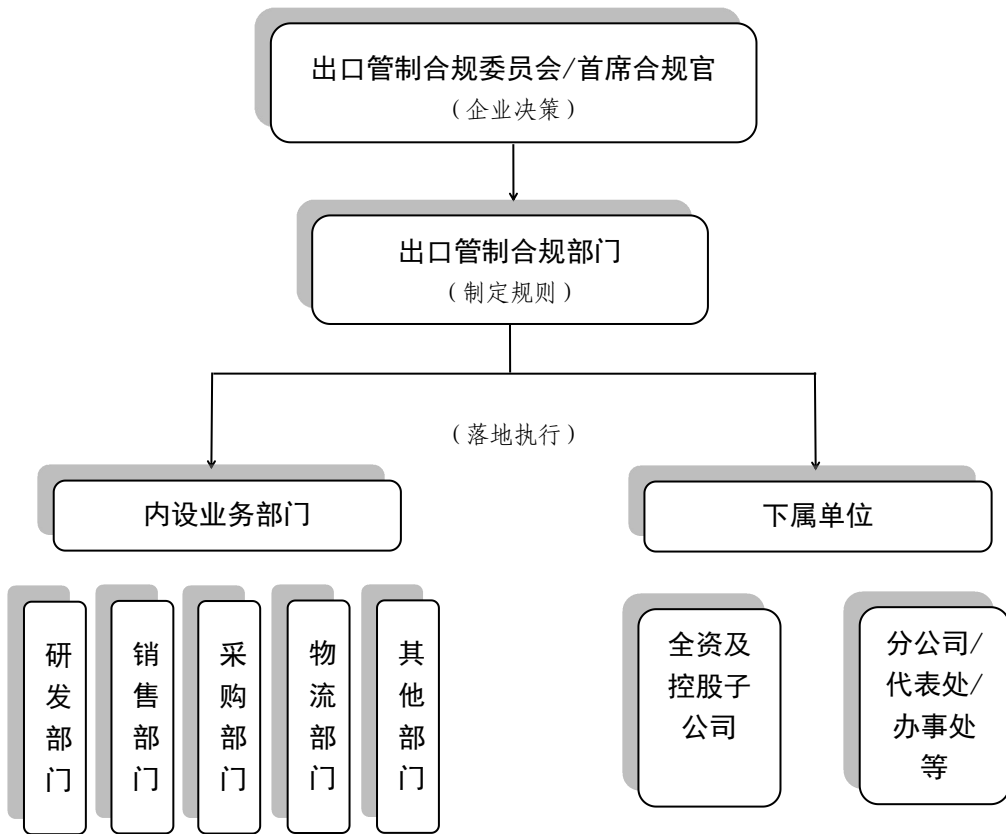 出口管制合规委员会/首席合规官
（企业决策）
出口管制合规部门
（制定规则）
（落地执行）
内设业务部门
下属单位
研发部门
销售部门
采购部门
物流部门
其他部门
全资及
控股子
公司
分公司/
代表处/
办事处
等